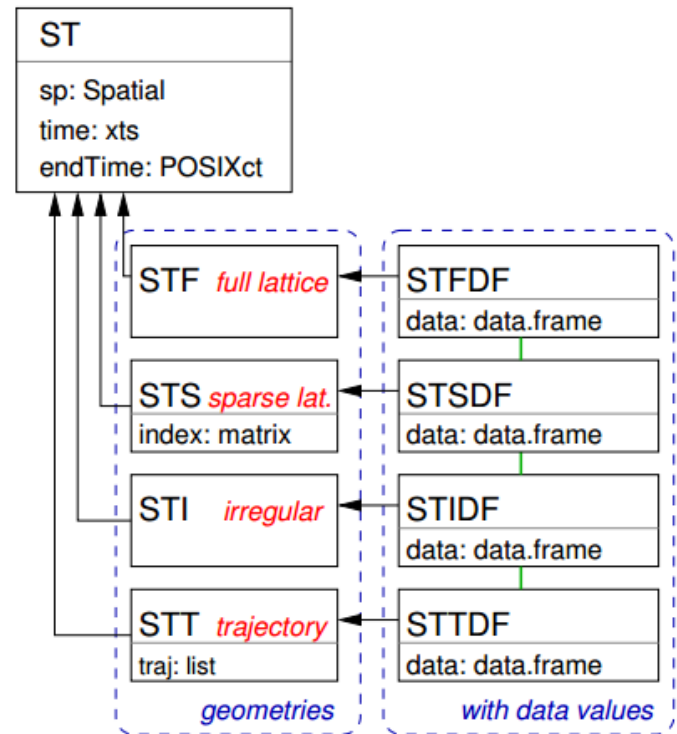 ST
sp: Spatial
time: xts
endTime: POSIXct
STF full lattice
STFDF
data: data.frame
STS sparse lat.
index: matrix
STSDF
data: data.frame
STI irregular
STIDF
data: data.frame
STT trajectory
traj: list
STTDF
data: data.frame
geometries
with data values